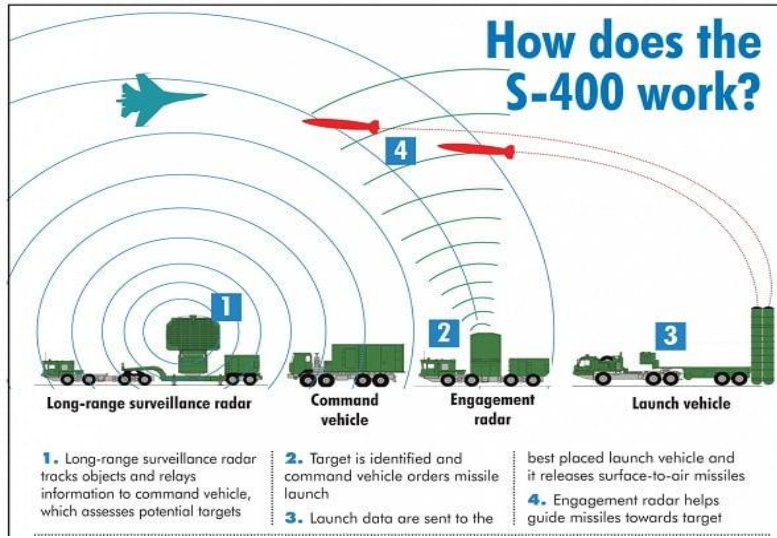 How does the
S-400 work?
4
1
2
3
Long-range surveillance radar
Command
vehicle
Engagement
radar
Launch vehicle
1. Long-range surveillance radar
tracks objects and relays
information to command vehicle,
which assesses potential targets
2. Target is identified and
command vehicle orders missile
launch
3. Launch data are sent to the
best placed launch vehicle and
it releases surface-to-air missiles
4. Engagement radar helps
guide missiles towards target